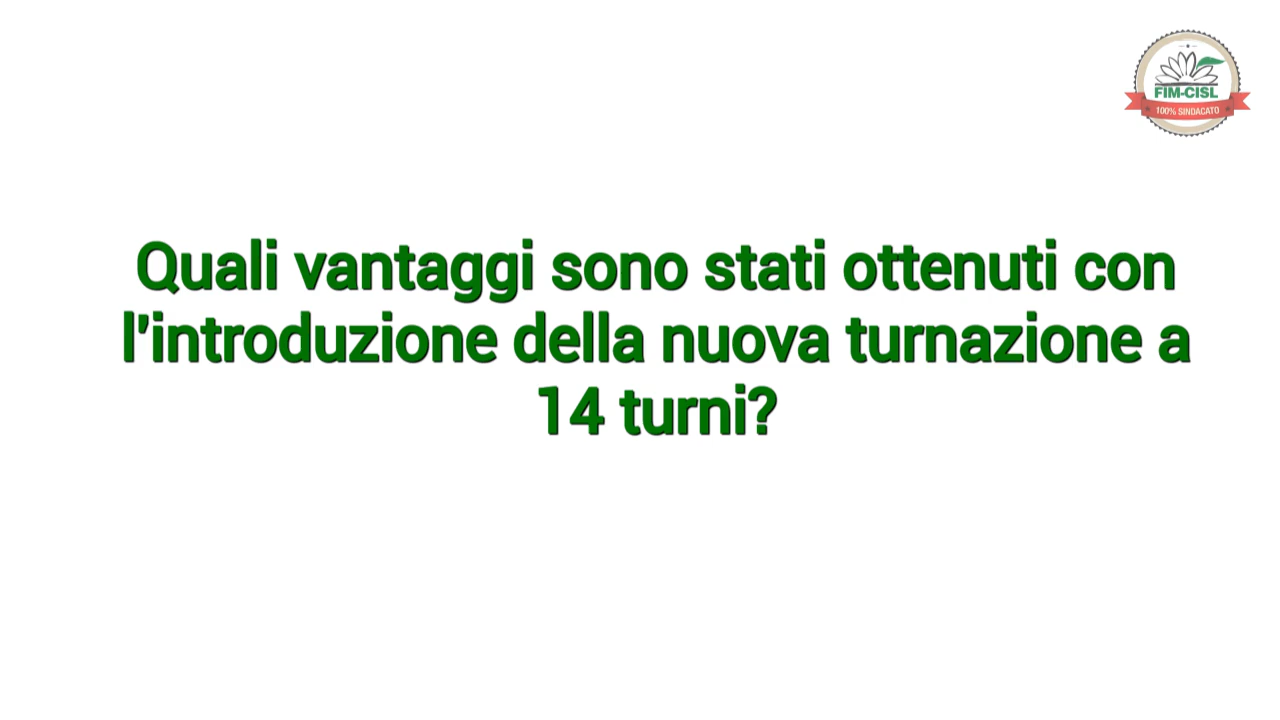 FIM-CISL
100% SINDACATO
Quali vantaggi sono stati ottenuti con
l'introduzione della nuova turnazione a
14 turni?